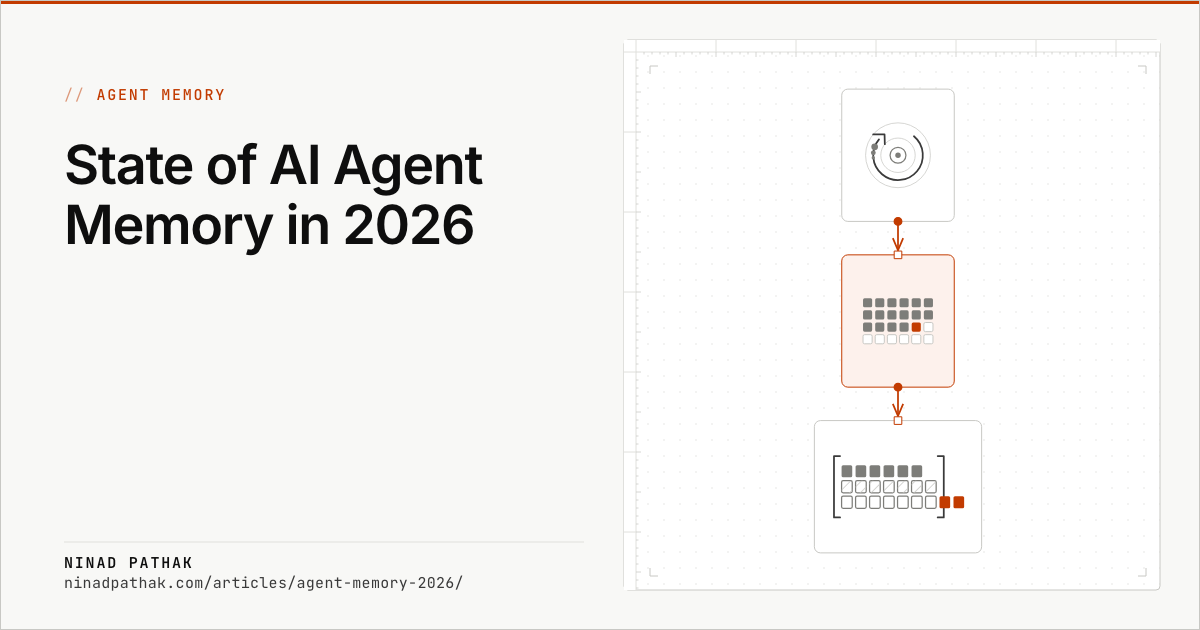 // AGENT MEMORY
State of AI Agent
Memory in 2026
NINAD PATHAK
ninadpathak.com/articles/agent-memory-2026/